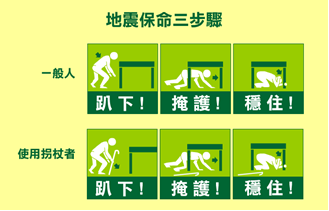 地震保命三步驟
一般人
趴下！ 掩護！ 穩住！
使用拐杖者
趴下！ 掩護！ 穩住！